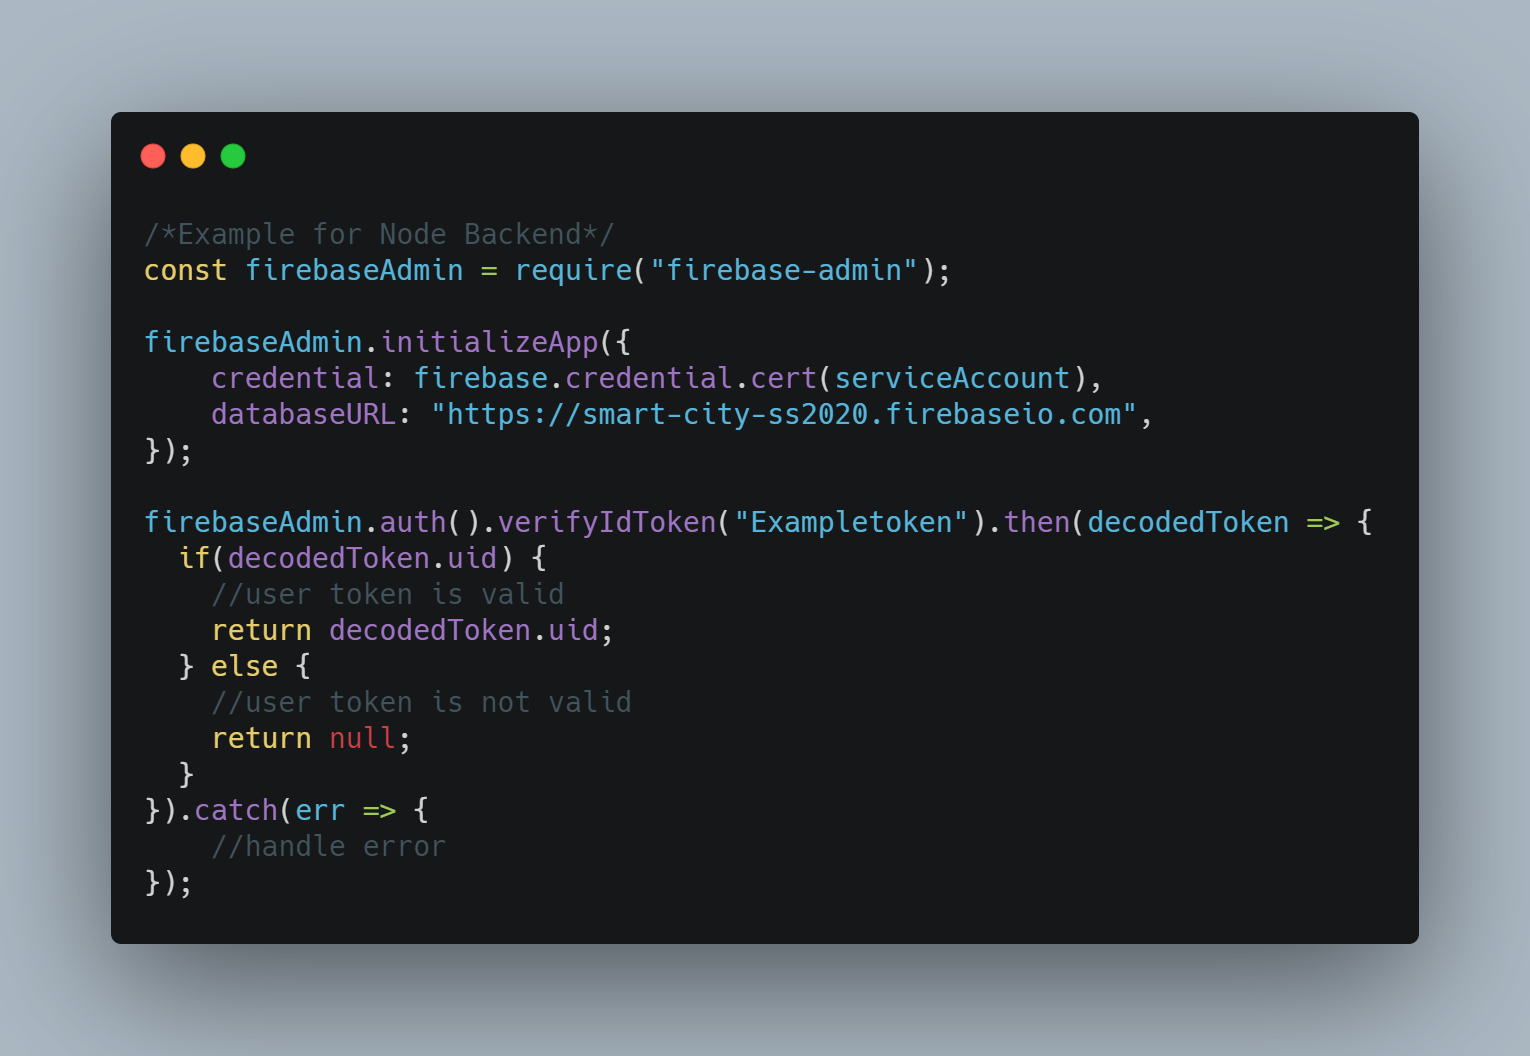 /*Example for Node Backend*/
const firebaseAdmin = require("firebase-admin");

firebaseAdmin.initializeApp({
    credential: firebase.credential.cert(serviceAccount),
    databaseURL: "https://smart-city-ss2020.firebaseio.com",
});

firebaseAdmin.auth().verifyIdToken("Exampletoken").then(decodedToken => {
  if(decodedToken.uid) {
    //user token is valid
    return decodedToken.uid;
  } else {
    //user token is not valid
    return null;
  }
}).catch(err => {
    //handle error
});